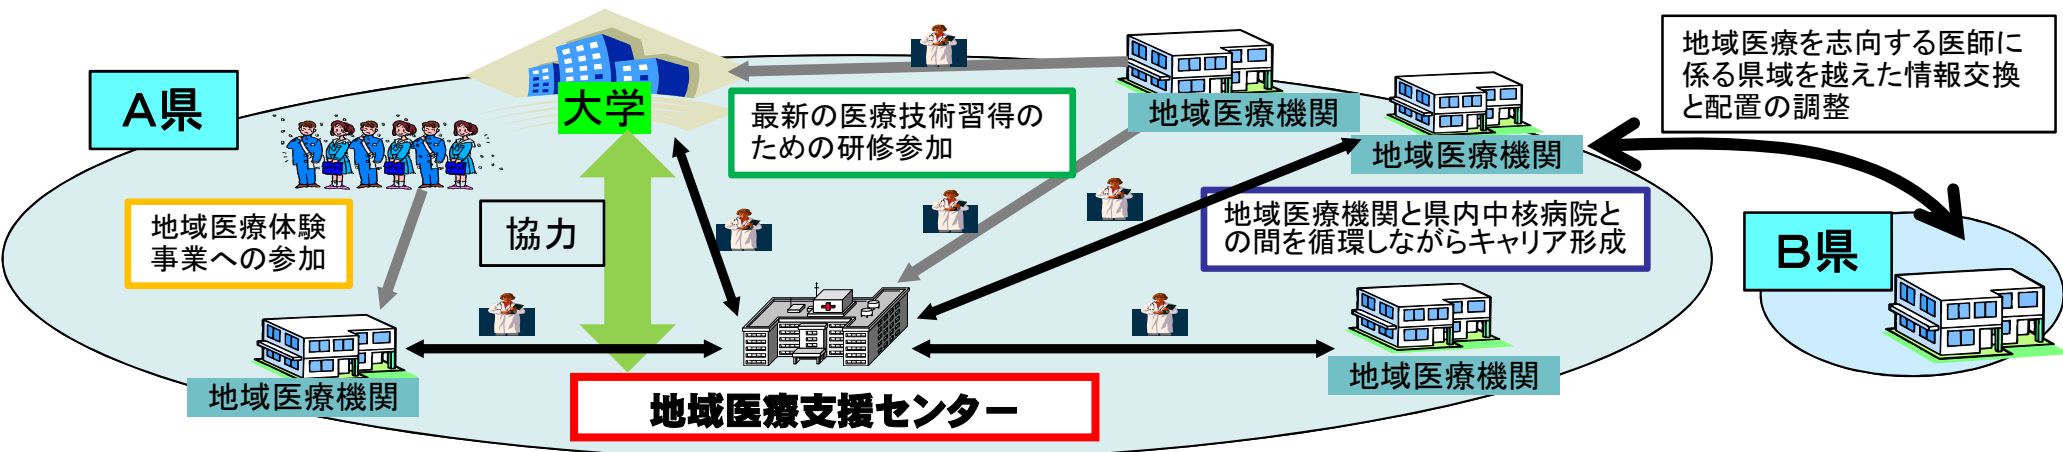 A県
大学
地域医療機関
地域医療機関
地域医療を志向する医師に
係る県域を越えた情報交換
と配置の調整
最新の医療技術習得の
ための研修参加
地域医療体験
事業への参加
協力
地域医療機関と県内中核病院と
の間を循環しながらキャリア形成
B県
地域医療機関
地域医療支援センター
地域医療機関